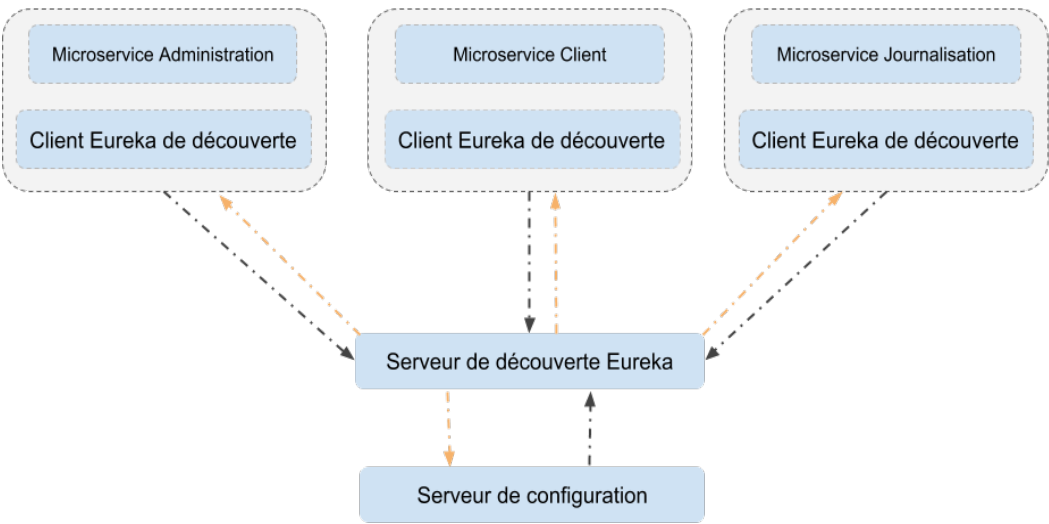 Microservice Administration
Client Eureka de découverte
Microservice Client
Client Eureka de découverte
Microservice Journalisation
Client Eureka de découverte
Serveur de découverte Eureka
Serveur de configuration